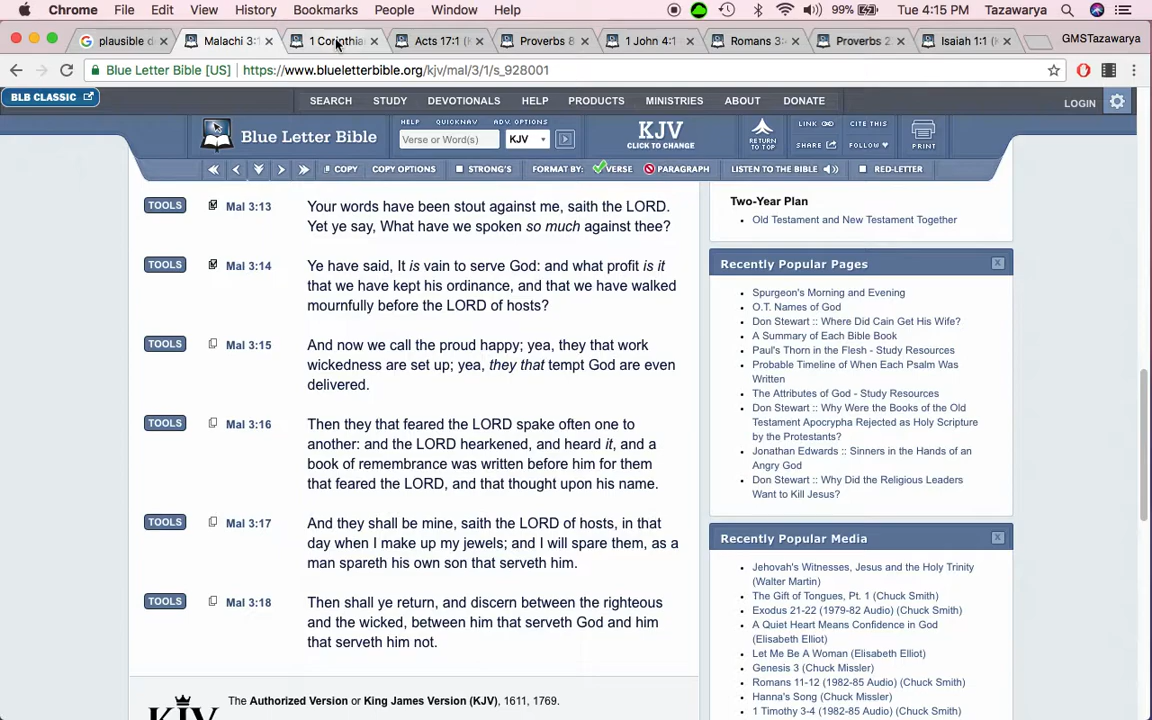 Chrome File Edit View History Bookmarks People Window Help 99% Tue 4:15 PM Tazawarya
plausible d Malachi 3:1 1 Corinthia Acts 17:1 ( Proverbs 8 1 John 4:1 Romans 3: Proverbs 2 Isaiah 1:1 ( GMSTazawarya
Blue Letter Bible [US] https://www.blueletterbible.org/kjv/mal/3/1/s_928001
BLB CLASSIC SEARCH STUDY DEVOTIONALS HELP PRODUCTS MINISTRIES ABOUT DONATE LOGIN
HELP QUICKNAV ADV. OPTIONS
Blue Letter Bible Verse or Word(s) KJV
KJV
CLICK TO CHANGE
RETURN
TO TOP
LINK CITE THIS
SHARE FOLLOW PRINT
COPY COPY OPTIONS STRONG'S FORMAT BY: VERSE PARAGRAPH LISTEN TO THE BIBLE RED-LETTER
TOOLS Mal 3:13 Your words have been stout against me, saith the LORD.
Yet ye say, What have we spoken so much against thee?
TOOLS Mal 3:14 Ye have said, It is vain to serve God: and what profit is it
that we have kept his ordinance, and that we have walked
mournfully before the LORD of hosts?
TOOLS Mal 3:15 And now we call the proud happy; yea, they that work
wickedness are set up; yea, they that tempt God are even
delivered.
TOOLS Mal 3:16 Then they that feared the LORD spake often one to
another: and the LORD hearkened, and heard it, and a
book of remembrance was written before him for them
that feared the LORD, and that thought upon his name.
TOOLS Mal 3:17 And they shall be mine, saith the LORD of hosts, in that
day when I make up my jewels; and I will spare them, as a
man spareth his own son that serveth him.
TOOLS Mal 3:18 Then shall ye return, and discern between the righteous
and the wicked, between him that serveth God and him
that serveth him not.
KJV The Authorized Version or King James Version (KJV), 1611, 1769.
Two-Year Plan
Old Testament and New Testament Together
Recently Popular Pages
Spurgeon's Morning and Evening
O.T. Names of God
Don Stewart :: Where Did Cain Get His Wife?
A Summary of Each Bible Book
Paul's Thorn in the Flesh - Study Resources
Probable Timeline of When Each Psalm Was
Written
The Attributes of God - Study Resources
Don Stewart :: Why Were the Books of the Old
Testament Apocrypha Rejected as Holy Scripture
by the Protestants?
Jonathan Edwards :: Sinners in the Hands of an
Angry God
Don Stewart :: Why Did the Religious Leaders
Want to Kill Jesus?
Recently Popular Media
Jehovah's Witnesses, Jesus and the Holy Trinity
(Walter Martin)
The Gift of Tongues, Pt. 1 (Chuck Smith)
Exodus 21-22 (1979-82 Audio) (Chuck Smith)
A Quiet Heart Means Confidence in God
(Elisabeth Elliot)
Let Me Be A Woman (Elisabeth Elliot)
Genesis 3 (Chuck Missler)
Romans 11-12 (1982-85 Audio) (Chuck Smith)
Hanna's Song (Chuck Missler)
1 Timothy 3-4 (1982-85 Audio) (Chuck Smith)